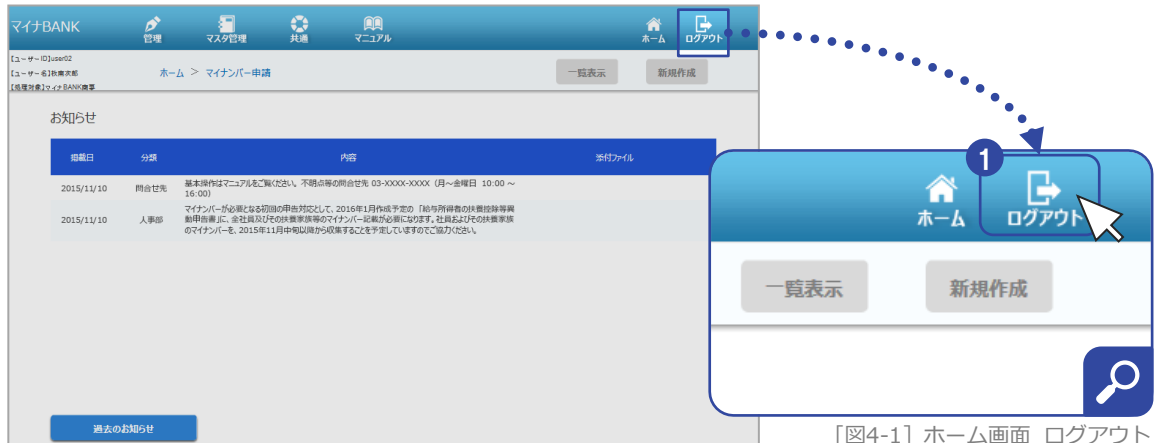 マイナBANK
管理
マスタ管理
共通
マニュアル
ホーム
ログアウト
【ユーザーID】user02
【ユーザー名】秋南次郎
【処理対象】マイナBANK商事
ホーム ＞ マイナンバー申請
一覧表示
新規作成
お知らせ
掲載日 分類 内容 添付ファイル
2015/11/10 問合せ先 基本操作はマニュアルをご覧ください。不明点等の問合せ先 03-XXXX-XXXX（月～金曜日 10:00 ～
16:00）
2015/11/10 人事部 マイナンバーが必要となる初回の申告対応として、2016年1月作成予定の「給与所得者の扶養控除等異
動申告書」に、全社員及びその扶養家族等のマイナンバー記載が必要になります。社員およびその扶養家族
のマイナンバーを、2015年11月中旬以降から収集することを予定していますのでご協力ください。
過去のお知らせ
1
ホーム
ログアウト
一覧表示
新規作成
［図4-1］ホーム画面 ログアウト